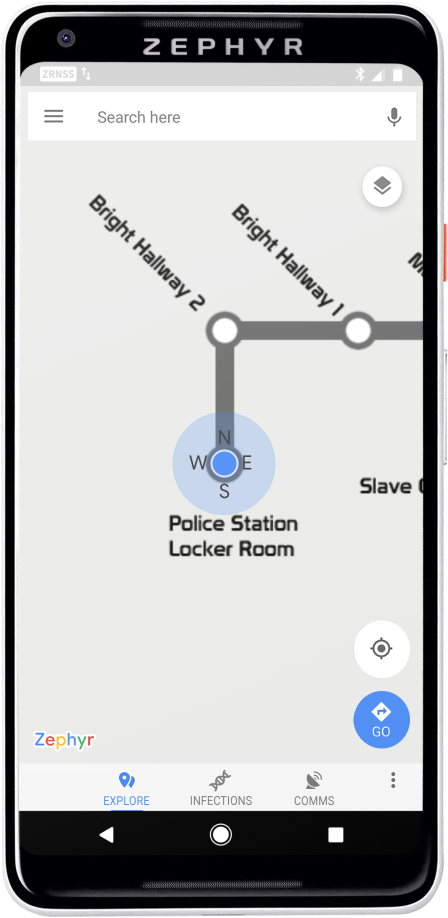 ZEPHYR
ZRNSS
Search here
Bright Hallway 2
Bright Hallway 1
N
W E
S
Slave
Police Station
Locker Room
Zephyr
GO
EXPLORE INFECTIONS COMMS